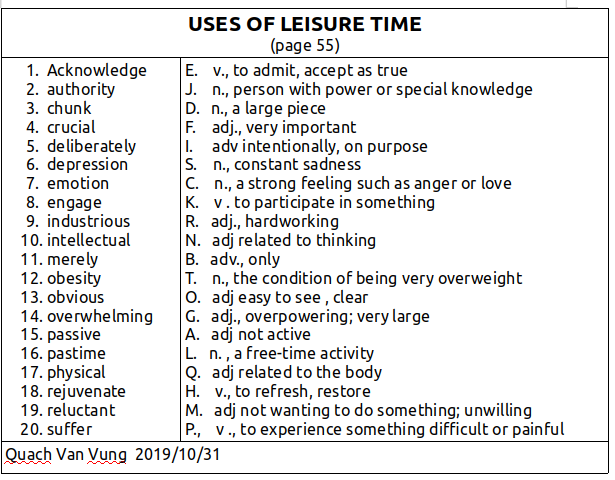 USES OF LEISURE TIME
(page 55)
1. Acknowledge E. v., to admit, accept as true
2. authority J. n., person with power or special knowledge
3. chunk D. n., a large piece
4. crucial F. adj., very important
5. deliberately I. adv intentionally, on purpose
6. depression S. n., constant sadness
7. emotion C. n., a strong feeling such as anger or love
8. engage K. v . to participate in something
9. industrious R. adj., hardworking
10. intellectual N. adj related to thinking
11. merely B. adv., only
12. obesity T. n., the condition of being very overweight
13. obvious O. adj easy to see , clear
14. overwhelming G. adj., overpowering; very large
15. passive A. adj not active
16. pastime L. n. , a free-time activity
17. physical Q. adj related to the body
18. rejuvenate H. v., to refresh, restore
19. reluctant M. adj not wanting to do something; unwilling
20. suffer P., v ., to experience something difficult or painful
Quach Van Vung 2019/10/31